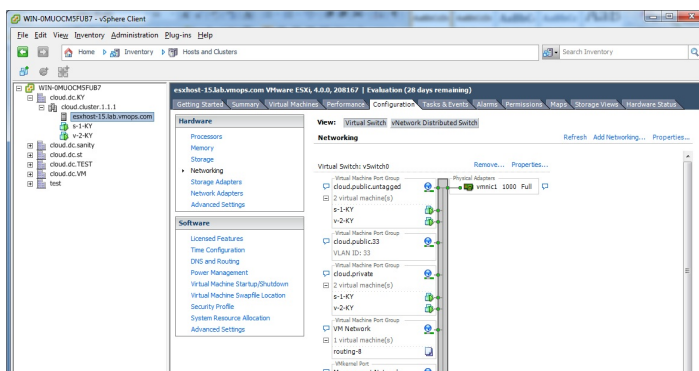 WIN-0MUOCM5FUB7 - vSphere Client
File Edit View Inventory Administration Plug-ins Help
Home Inventory Hosts and Clusters
Search Inventory
WIN-0MUOCM5FUB7
cloud.dc.KY
cloud.cluster.1.1.1
esxhost-15.lab.vmops.com
s-1-KY
v-2-KY
cloud.dc.sanity
cloud.dc.st
cloud.dc.TEST
cloud.dc.VM
test
esxhost-15.lab.vmops.com VMware ESXi, 4.0.0, 208167 | Evaluation (28 days remaining)
Getting Started Summary Virtual Machines Performance Configuration Tasks & Events Alarms Permissions Maps Storage Views Hardware Status
Hardware
Processors
Memory
Storage
Networking
Storage Adapters
Network Adapters
Advanced Settings
Software
Licensed Features
Time Configuration
DNS and Routing
Power Management
Virtual Machine Startup/Shutdown
Virtual Machine Swapfile Location
Security Profile
System Resource Allocation
Advanced Settings
View: Virtual Switch vNetwork Distributed Switch
Networking
Refresh Add Networking... Properties...
Virtual Switch: vSwitch0 Remove... Properties...
Virtual Machine Port Group Physical Adapters
cloud.public.untagged vmnic1 1000 Full
2 virtual machine(s)
s-1-KY
v-2-KY
Virtual Machine Port Group
cloud.public.33
VLAN ID: 33
Virtual Machine Port Group
cloud.private
2 virtual machine(s)
s-1-KY
v-2-KY
Virtual Machine Port Group
VM Network
1 virtual machine(s)
routing-8
VMkernel Port